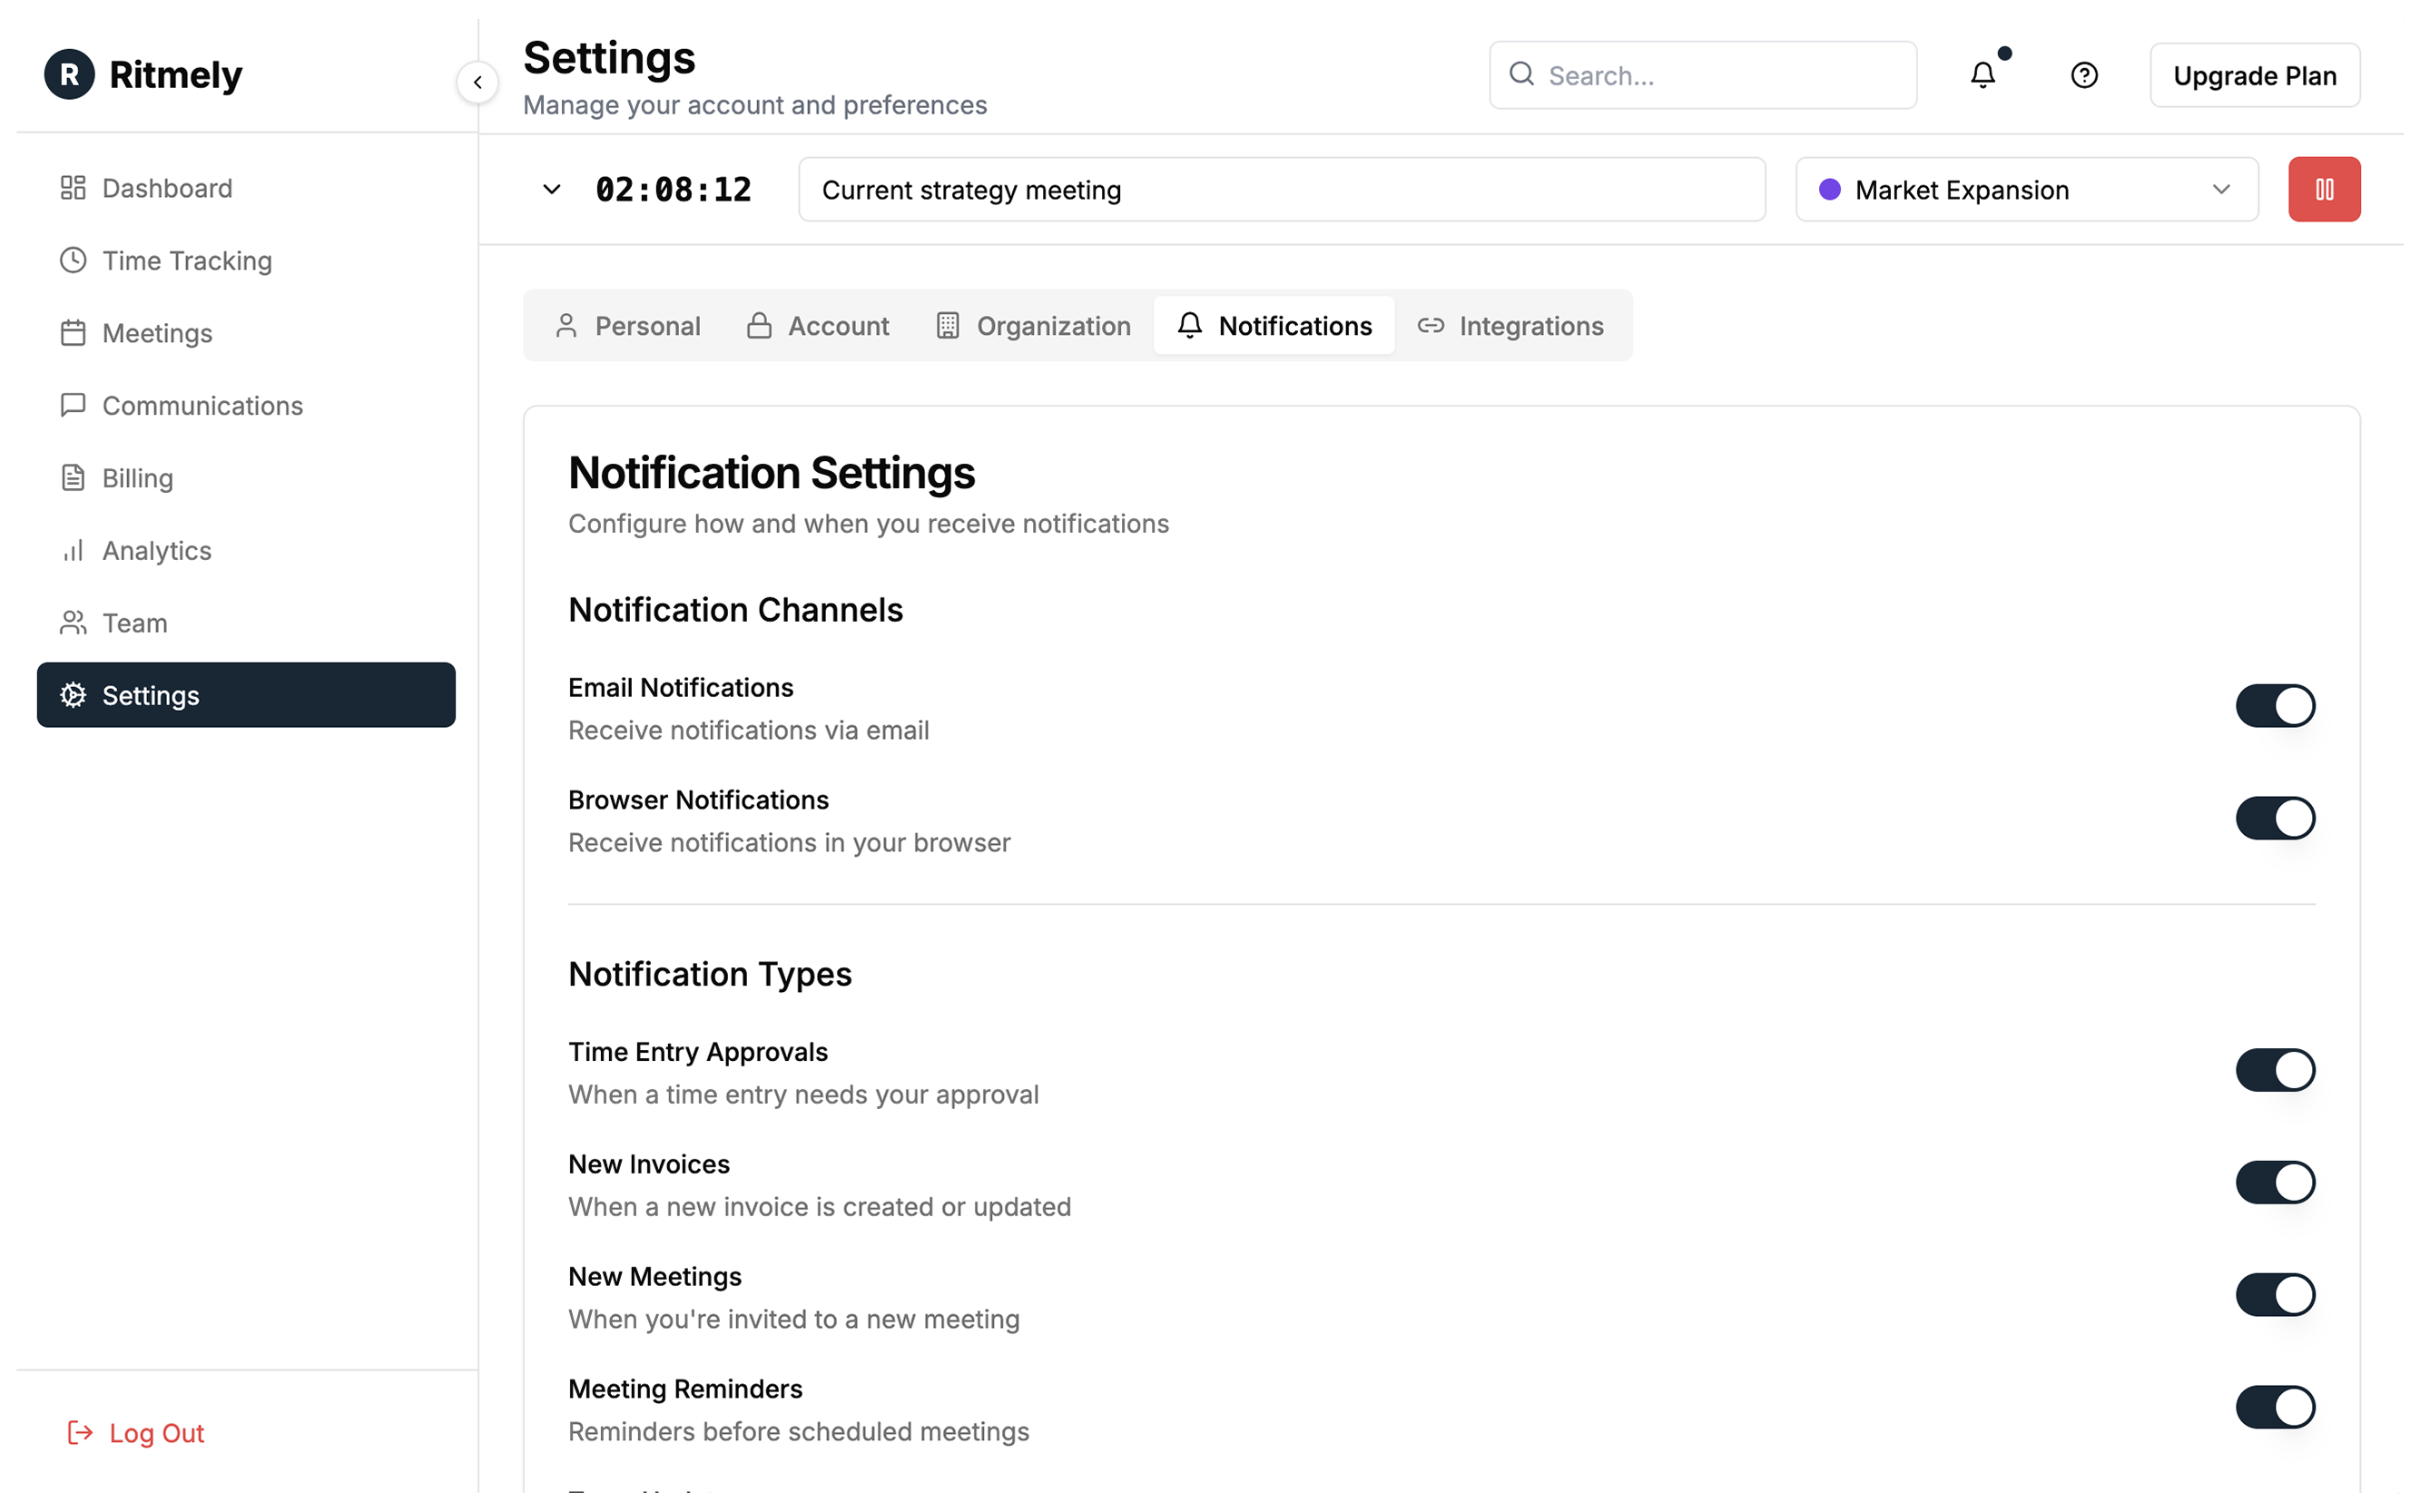 R Ritmely
Dashboard
Time Tracking
Meetings
Communications
Billing
Analytics
Team
Settings
Log Out
Settings
Manage your account and preferences
Search...
Upgrade Plan
02:08:12
Current strategy meeting
Market Expansion
Personal
Account
Organization
Notifications
Integrations
Notification Settings
Configure how and when you receive notifications
Notification Channels
Email Notifications
Receive notifications via email
Browser Notifications
Receive notifications in your browser
Notification Types
Time Entry Approvals
When a time entry needs your approval
New Invoices
When a new invoice is created or updated
New Meetings
When you're invited to a new meeting
Meeting Reminders
Reminders before scheduled meetings